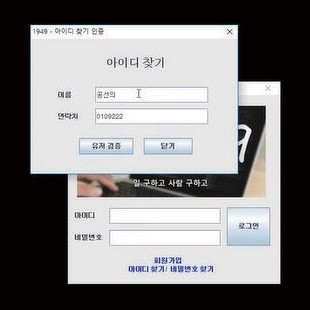 1949 - 아이디 찾기 인증
아이디 찾기
이름
공선의
연락처
0109222
유저 검증
닫기
일 구하고 사람 구하고
아이디
비밀번호
로그인
회원가입
아이디 찾기/ 비밀번호 찾기